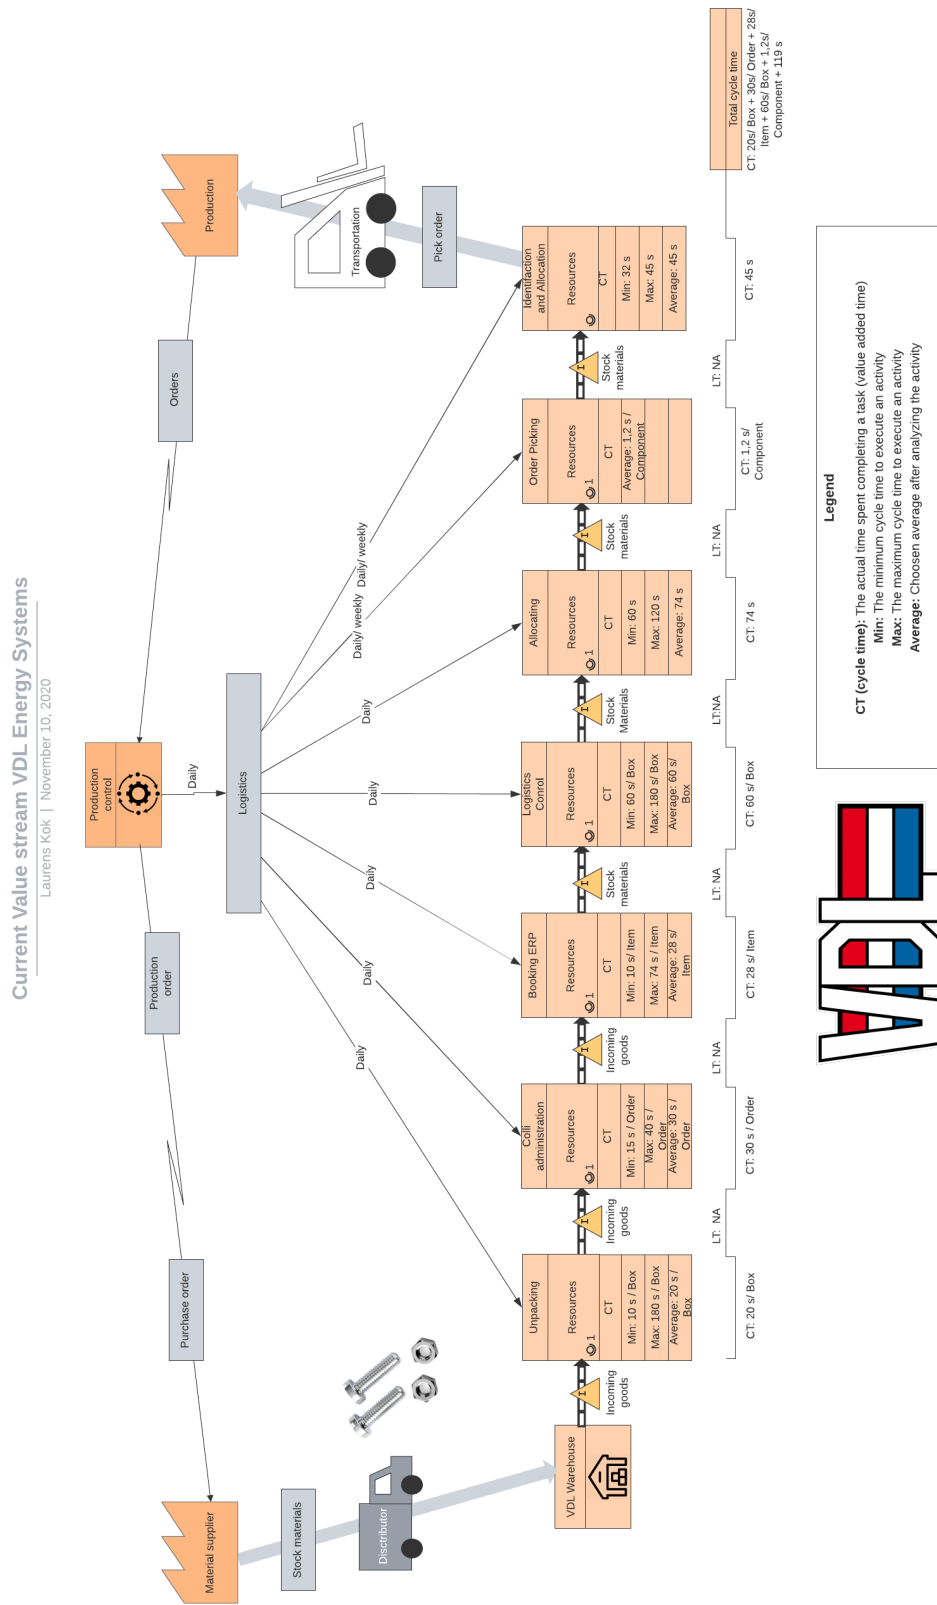 Current Value stream VDL Energy Systems
Laurens Kok | November 10, 2020
Material supplier
Purchase order
Production
order
Production
control
Orders
Production
Daily
Logistics
Stock materials
Disctributor
Transportation
Pick order
Daily
Daily
Daily
Daily
Daily
Daily/ weekly
Daily/ weekly
VDL Warehouse
Incoming
goods
Unpacking
Resources
1
CT
Min: 10 s / Box
Max: 180 s / Box
Average: 20 s /
Box
Incoming
goods
Colli
administration
Resources
1
CT
Min: 15 s / Order
Max: 40 s /
Order
Average: 30 s /
Order
Incoming
goods
Booking ERP
Resources
1
CT
Min: 10 s/ Item
Max: 74 s / Item
Average: 28 s/
Item
Stock
materials
Logistics
Conrol
Resources
1
CT
Min: 60 s/ Box
Max: 180 s/ Box
Average: 60 s/
Box
Stock
Materials
Allocating
Resources
1
CT
Min: 60 s
Max: 120 s
Average: 74 s
Stock
materials
Order Picking
Resources
1
CT
Average: 1,2 s /
Component
Stock
materials
Identifaction
and Allocation
Resources
CT
Min: 32 s
Max: 45 s
Average: 45 s
CT: 20 s/ Box
LT:  NA
CT: 30 s / Order
LT: NA
CT: 28 s/ Item
LT: NA
CT: 60 s/ Box
LT:NA
CT: 74 s
LT: NA
CT: 1,2 s/
Component
LT: NA
CT: 45 s
Total cycle time
CT: 20s/ Box + 30s/ Order + 28s/
Item + 60s/ Box + 1,2s/
Component + 119 s
VDL
Legend
CT (cycle time): The actual time spent completing a task (value added time)
Min: The minimum cycle time to execute an activity
Max: The maximum cycle time to execute an activity
Average: Choosen average after analyzing the activity